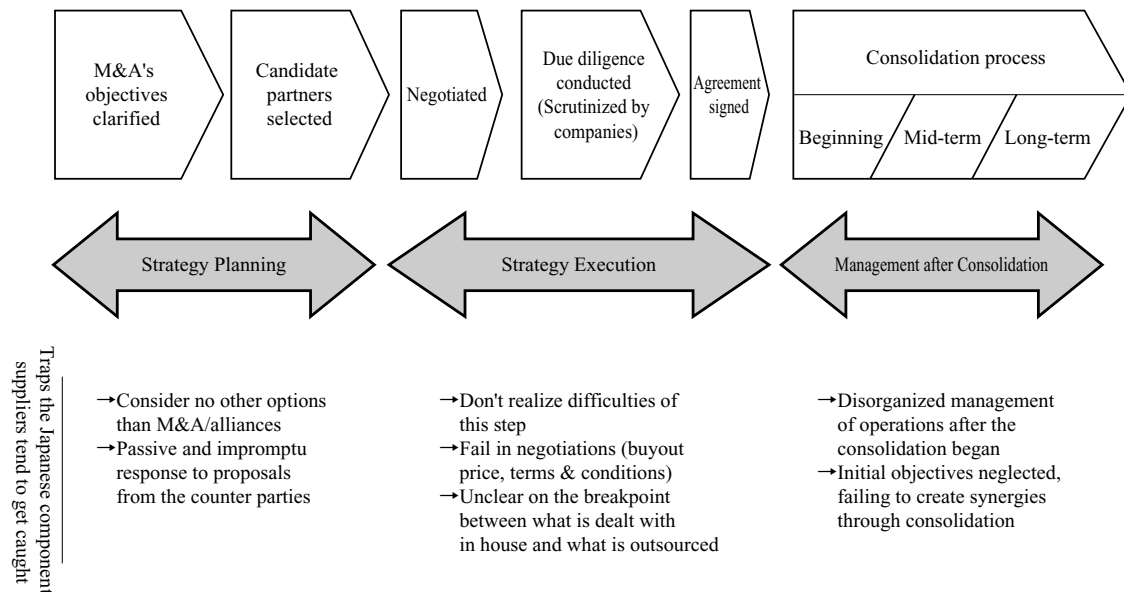 M&A's
objectives
clarified
Candidate
partners
selected
Negotiated
Due diligence
conducted
(Scrutinized by
companies)
Agreement
signed
Consolidation process
Beginning
Mid-term
Long-term
Strategy Planning
Strategy Execution
Management after Consolidation
Traps the Japanese component
suppliers tend to get caught
→Consider no other options
than M&A/alliances
→Passive and impromptu
response to proposals
from the counter parties
→Don't realize difficulties of
this step
→Fail in negotiations (buyout
price, terms & conditions)
→Unclear on the breakpoint
between what is dealt with
in house and what is outsourced
→Disorganized management
of operations after the
consolidation began
→Initial objectives neglected,
failing to create synergies
through consolidation